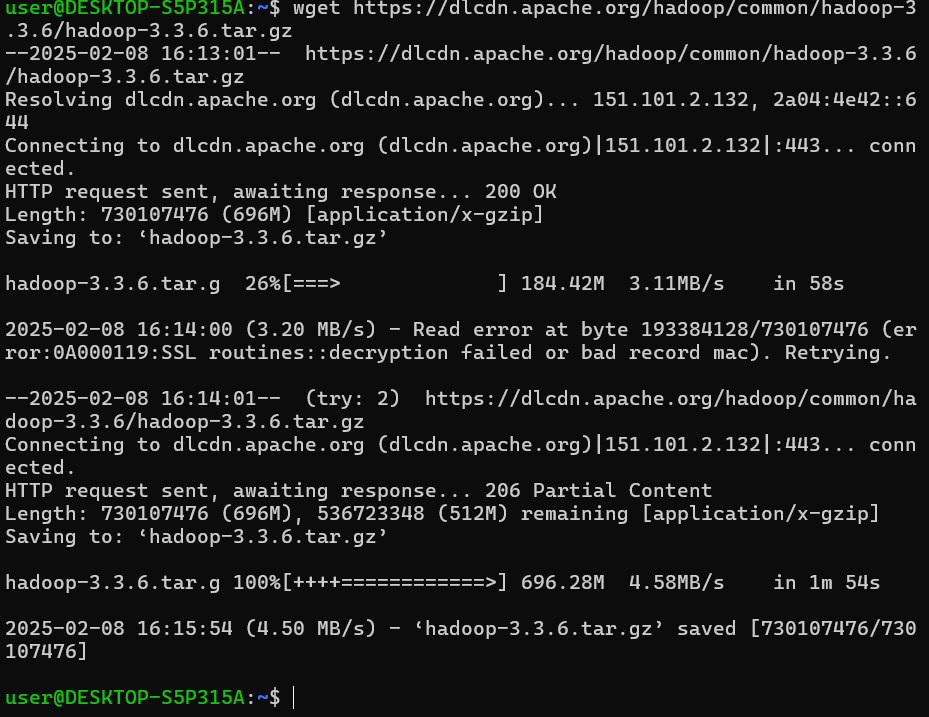 user@DESKTOP-S5P315A:~$ wget https://dlcdn.apache.org/hadoop/common/hadoop-3
.3.6/hadoop-3.3.6.tar.gz
--2025-02-08 16:13:01--  https://dlcdn.apache.org/hadoop/common/hadoop-3.3.6
/hadoop-3.3.6.tar.gz
Resolving dlcdn.apache.org (dlcdn.apache.org)... 151.101.2.132, 2a04:4e42::6
44
Connecting to dlcdn.apache.org (dlcdn.apache.org)|151.101.2.132|:443... conn
ected.
HTTP request sent, awaiting response... 200 OK
Length: 730107476 (696M) [application/x-gzip]
Saving to: ‘hadoop-3.3.6.tar.gz’

hadoop-3.3.6.tar.g  26%[===>             ] 184.42M  3.11MB/s    in 58s

2025-02-08 16:14:00 (3.20 MB/s) - Read error at byte 193384128/730107476 (er
ror:0A000119:SSL routines::decryption failed or bad record mac). Retrying.

--2025-02-08 16:14:01--  (try: 2)  https://dlcdn.apache.org/hadoop/common/ha
doop-3.3.6/hadoop-3.3.6.tar.gz
Connecting to dlcdn.apache.org (dlcdn.apache.org)|151.101.2.132|:443... conn
ected.
HTTP request sent, awaiting response... 206 Partial Content
Length: 730107476 (696M), 536723348 (512M) remaining [application/x-gzip]
Saving to: ‘hadoop-3.3.6.tar.gz’

hadoop-3.3.6.tar.g 100%[++++============>] 696.28M  4.58MB/s    in 1m 54s

2025-02-08 16:15:54 (4.50 MB/s) - ‘hadoop-3.3.6.tar.gz’ saved [730107476/730
107476]

user@DESKTOP-S5P315A:~$